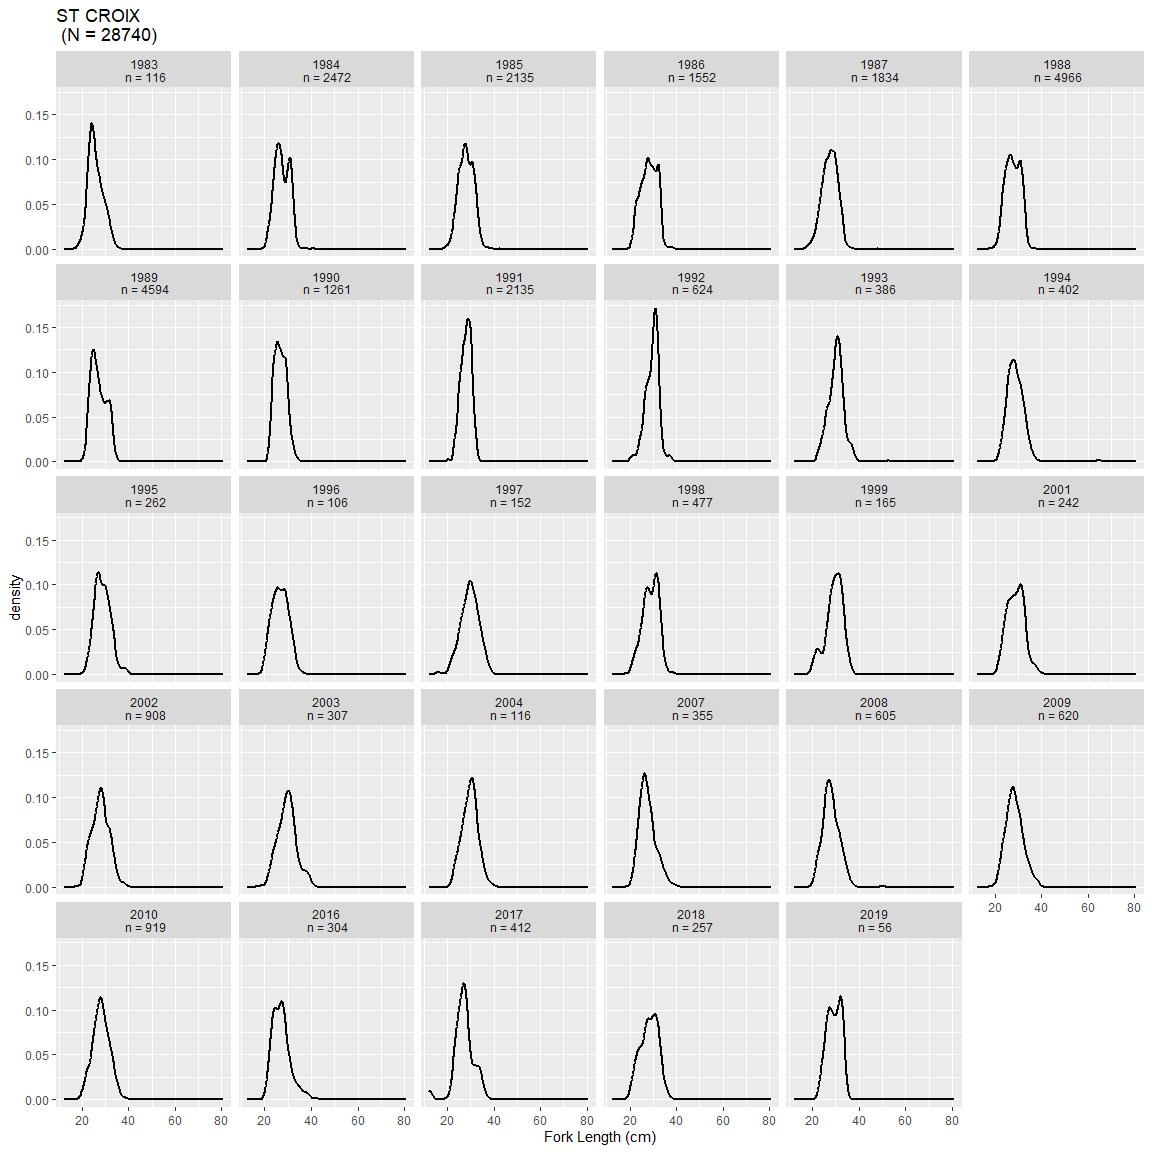 ST CROIX
(N = 28740)
1983
n = 116
1984
n = 2472
1985
n = 2135
1986
n = 1552
1987
n = 1834
1988
n = 4966
0.15
0.10
0.05
0.00
1989
n = 4594
1990
n = 1261
1991
n = 2135
1992
n = 624
1993
n = 386
1994
n = 402
0.15
0.10
0.05
0.00
1995
n = 262
1996
n = 106
1997
n = 152
1998
n = 477
1999
n = 165
2001
n = 242
0.15
0.10
0.05
0.00
density
2002
n = 908
2003
n = 307
2004
n = 116
2007
n = 355
2008
n = 605
2009
n = 620
0.15
0.10
0.05
0.00
20 40 80
2010
n = 919
2016
n = 304
2017
n = 412
2018
n = 257
2019
n = 56
0.15
0.10
0.05
0.00
20 40 80 20 40 80 20 40 80 20 40 80 20 40 80
Fork Length (cm)